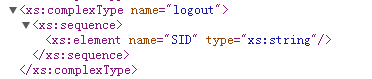 ▼<xs:complexType name="logout">
▼<xs:sequence>
<xs:element name="SID" type="xs:string"/>
</xs:sequence>
</xs:complexType>